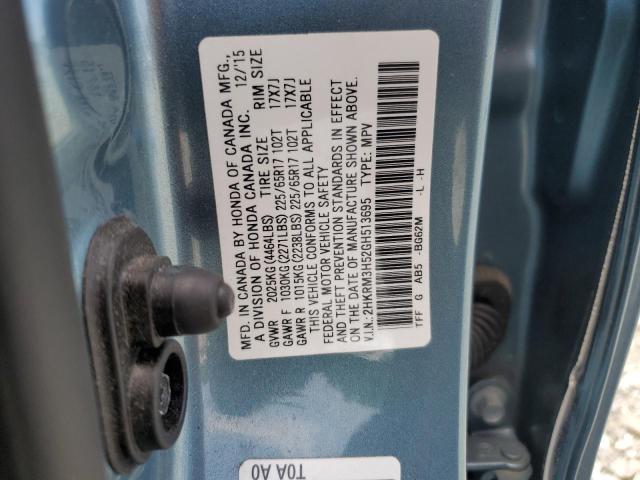 MFD. IN CANADA BY HONDA OF CANADA MFG.,
A DIVISION OF HONDA CANADA INC. 12/'15
TIRE SIZE RIM SIZE
GVWR 2025KG(4464LBS)
GAWR F 1030KG(2271LBS) 225/65R17 102T 17X7J
GAWR R 1015KG(2238LBS) 225/65R17 102T 17X7J
THIS VEHICLE CONFORMS TO ALL APPLICABLE
FEDERAL MOTOR VEHICLE SAFETY
AND THEFT PREVENTION STANDARDS IN EFFECT
ON THE DATE OF MANUFACTURE SHOWN ABOVE.
V.I.N.: 2HKRM3H52GH513695 TYPE: MPV
TFF G AB5 -BG62M -L -H
T0A A0